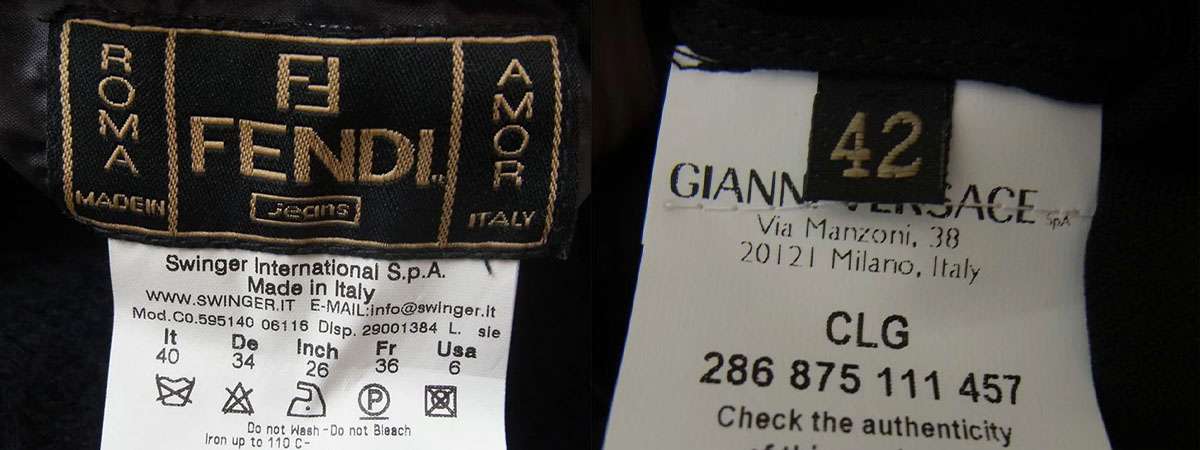 ROMA
FENDI
jeans
AMOR
MADE IN
ITALY
Swinger International S.p.A.
Made in Italy
WWW.SWINGER.IT E-MAIL:info@swinger.it
Mod.C0.595140 06116 Disp. 29001384 L. sie
It De Inch Fr Usa
40 34 26 36 6
P
Do not Wash-Do not Bleach
Iron up to 110 C-
42
GIANN VERSACE SpA
Via Manzoni, 38
20121 Milano, Italy
CLG
286 875 111 457
Check the authenticity